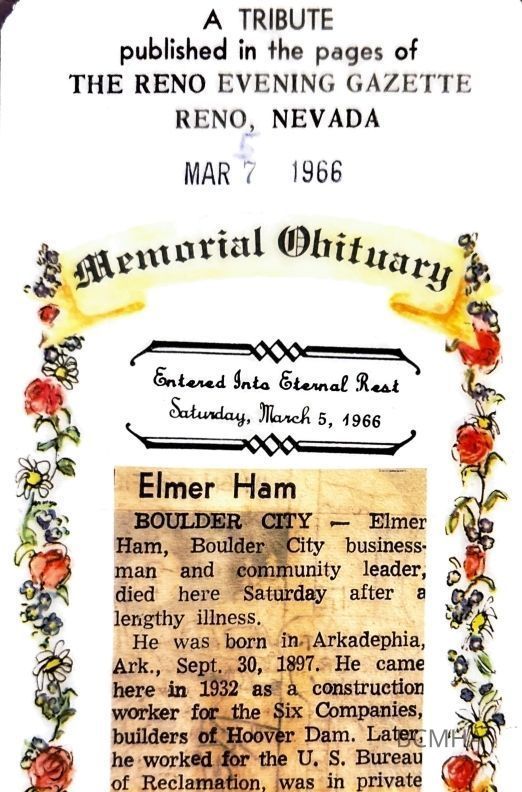 A TRIBUTE
published in the pages of
THE RENO EVENING GAZETTE
RENO, NEVADA
5
MAR 7 1966
Memorial Obituary
Entered Into Eternal Rest
Saturday, March 5, 1966
Elmer Ham
BOULDER CITY — Elmer
Ham, Boulder City business-
man and community leader,
died here Saturday after a
lengthy illness.
He was born in Arkadephia,
Ark., Sept. 30, 1897. He came
here in 1932 as a construction
worker for the Six Companies,
builders of Hoover Dam. Later,
he worked for the U. S. Bureau
of Reclamation, was in private